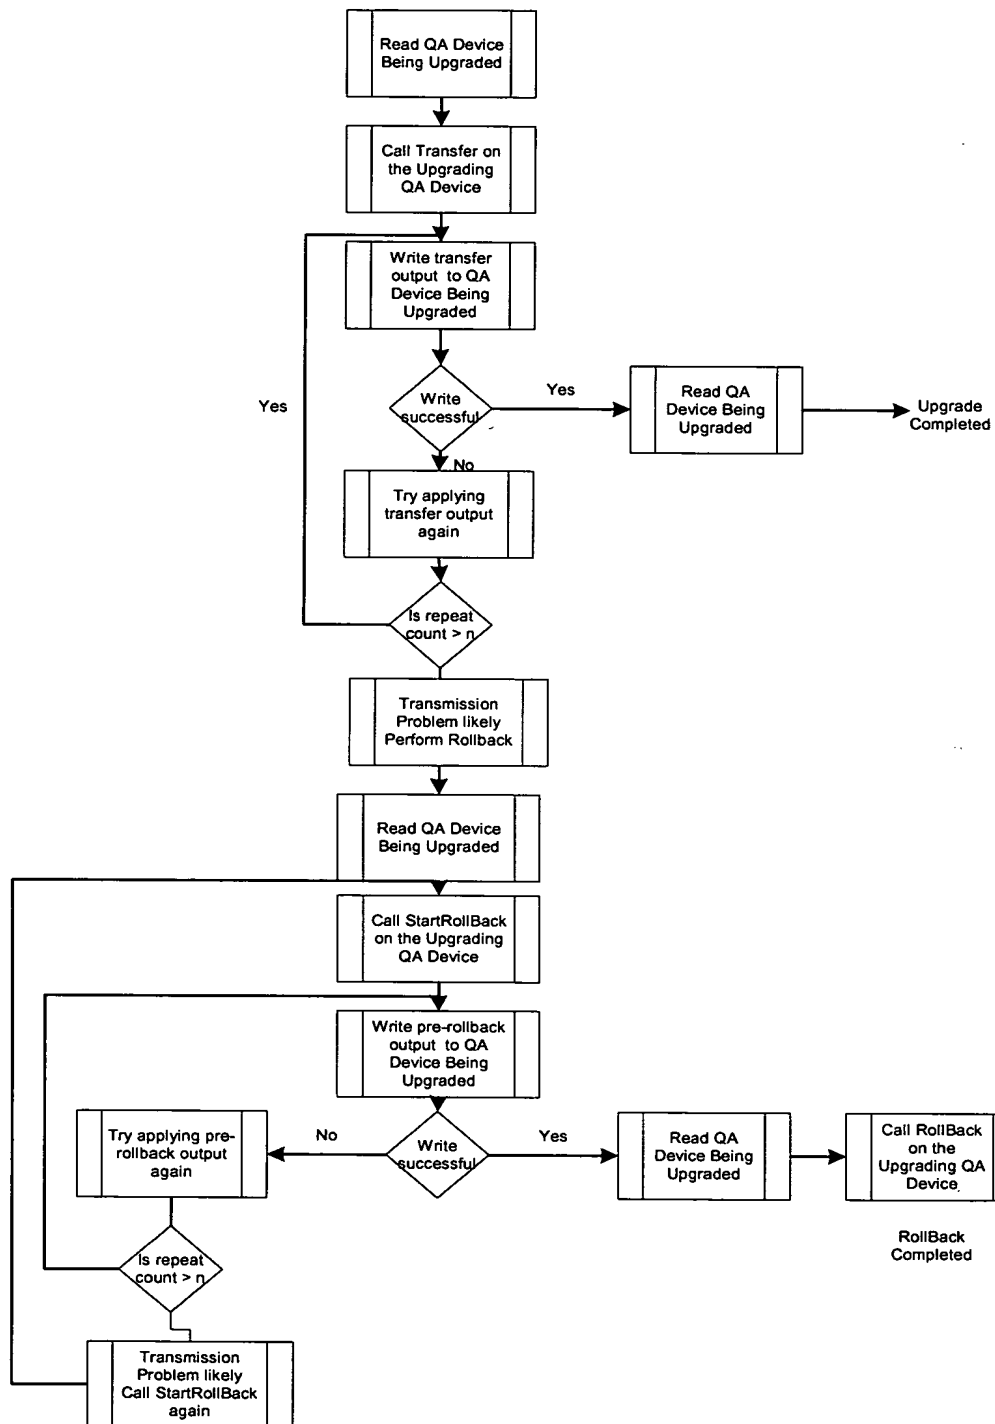 Read QA Device
Being Upgraded
Call Transfer on
the Upgrading
QA Device
Write transfer
output to QA
Device Being
Upgraded
Yes
Write
successful
Yes
Read QA
Device Being
Upgraded
Upgrade
Completed
No
Try applying
transfer output
again
Is repeat
count > n
Transmission
Problem likely
Perform Rollback
Read QA Device
Being Upgraded
Call StartRollBack
on the Upgrading
QA Device
Write pre-rollback
output to QA
Device Being
Upgraded
Try applying pre-
rollback output
again
No
Write
successful
Yes
Read QA
Device Being
Upgraded
Call RollBack
on the
Upgrading QA
Device
RollBack
Completed
Is repeat
count > n
Transmission
Problem likely
Call StartRollBack
again